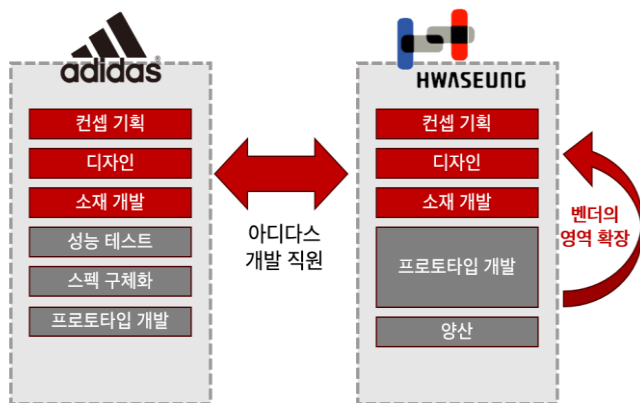 adidas
컨셉 기획
디자인
소재 개발
성능 테스트
스펙 구체화
프로토타입 개발
아디다스
개발 직원
HWASEUNG
컨셉 기획
디자인
소재 개발
프로토타입 개발
양산
벤더의
영역 확장